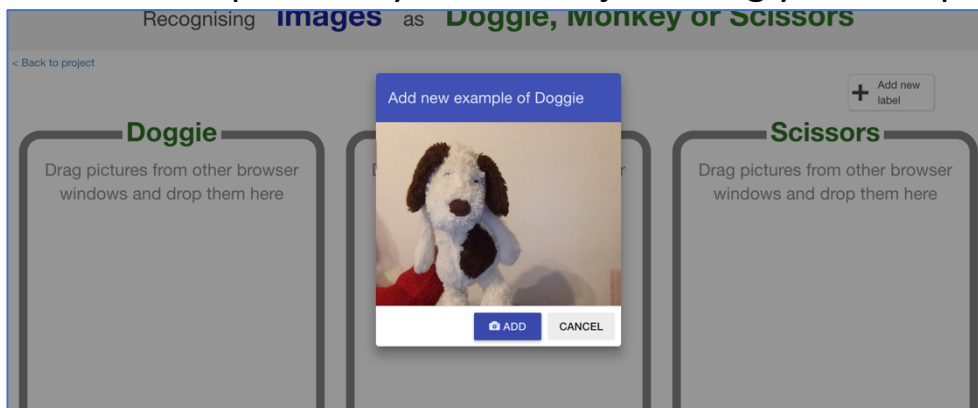 Recognising images as Doggie, Monkey or Scissors
< Back to project
Add new
label
Add new example of Doggie
Doggie
Scissors
Drag pictures from other browser
windows and drop them here
Drag pictures from other browser
windows and drop them here
ADD
CANCEL